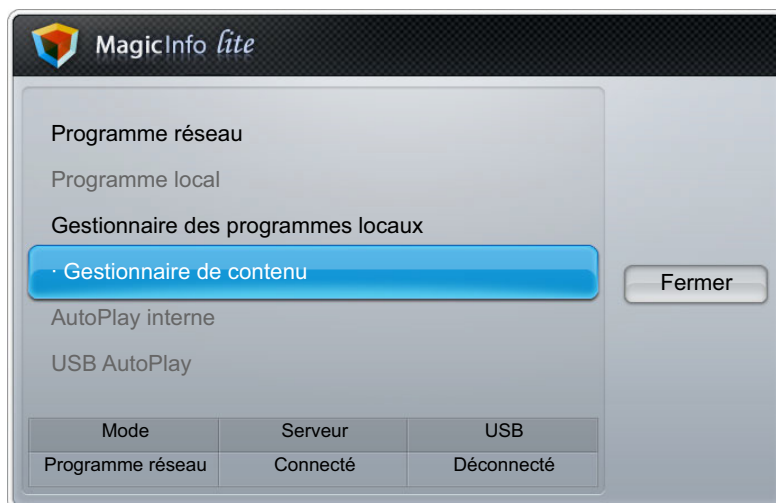 MagicInfo lite
Programme réseau
Programme local
Gestionnaire des programmes locaux
· Gestionnaire de contenu
Fermer
AutoPlay interne
USB AutoPlay
Mode Serveur USB
Programme réseau Connecté Déconnecté